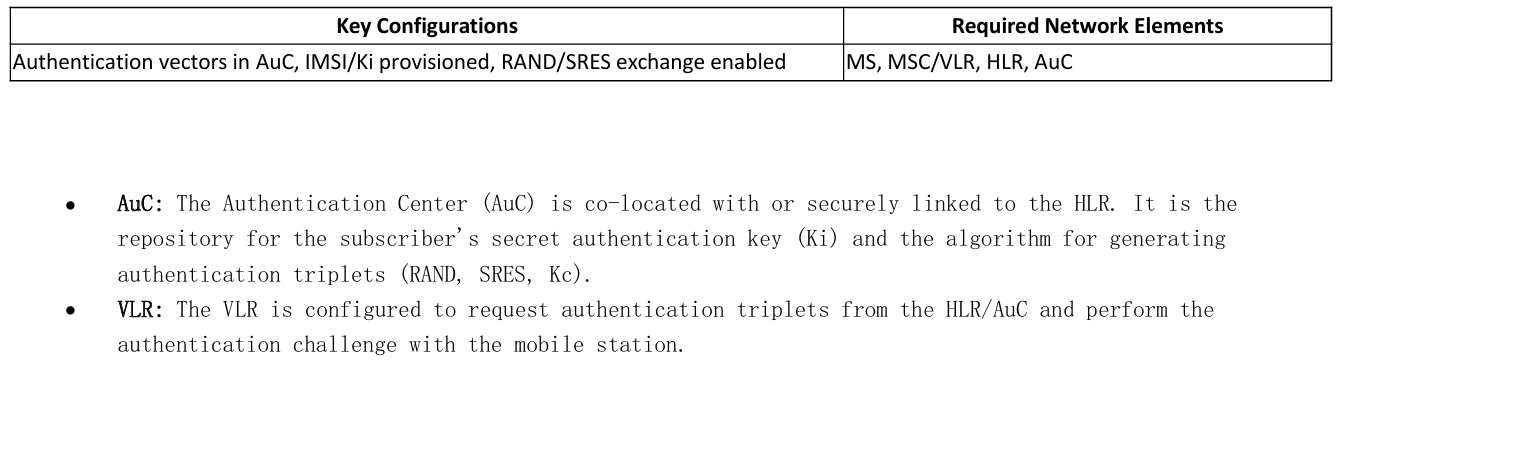 Key Configurations Required Network Elements
Authentication vectors in AuC, IMSI/Ki provisioned, RAND/SRES exchange enabled MS, MSC/VLR, HLR, AuC
• AuC: The Authentication Center (AuC) is co-located with or securely linked to the HLR. It is the
repository for the subscriber's secret authentication key (Ki) and the algorithm for generating
authentication triplets (RAND, SRES, Kc).
• VLR: The VLR is configured to request authentication triplets from the HLR/AuC and perform the
authentication challenge with the mobile station.